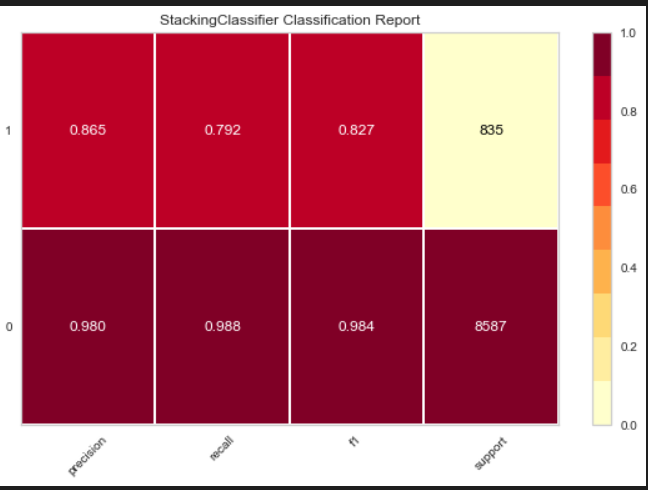 StackingClassifier Classification Report
1 0.865 0.792 0.827 835
0 0.980 0.988 0.984 8587
precision recall f1 support
1.0
0.8
0.6
0.4
0.2
0.0